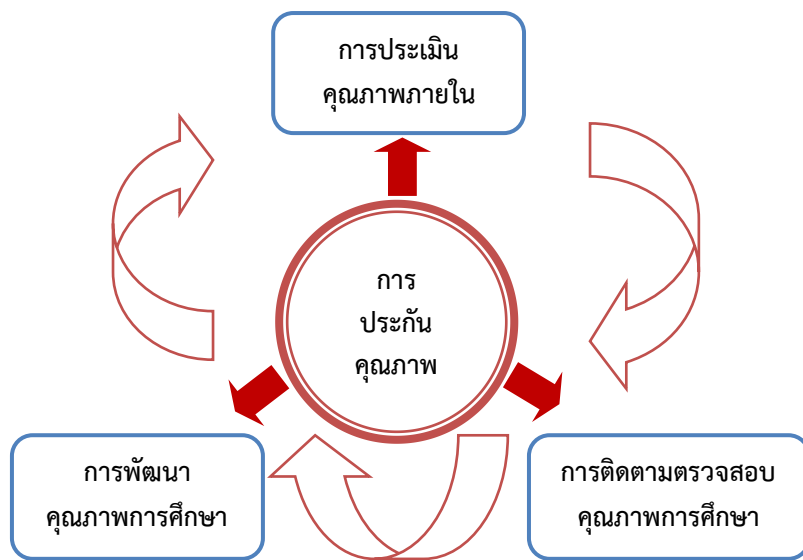 การประเมิน
คุณภาพภายใน
การ
ประกัน
คุณภาพ
การพัฒนา
คุณภาพการศึกษา
การติดตามตรวจสอบ
คุณภาพการศึกษา